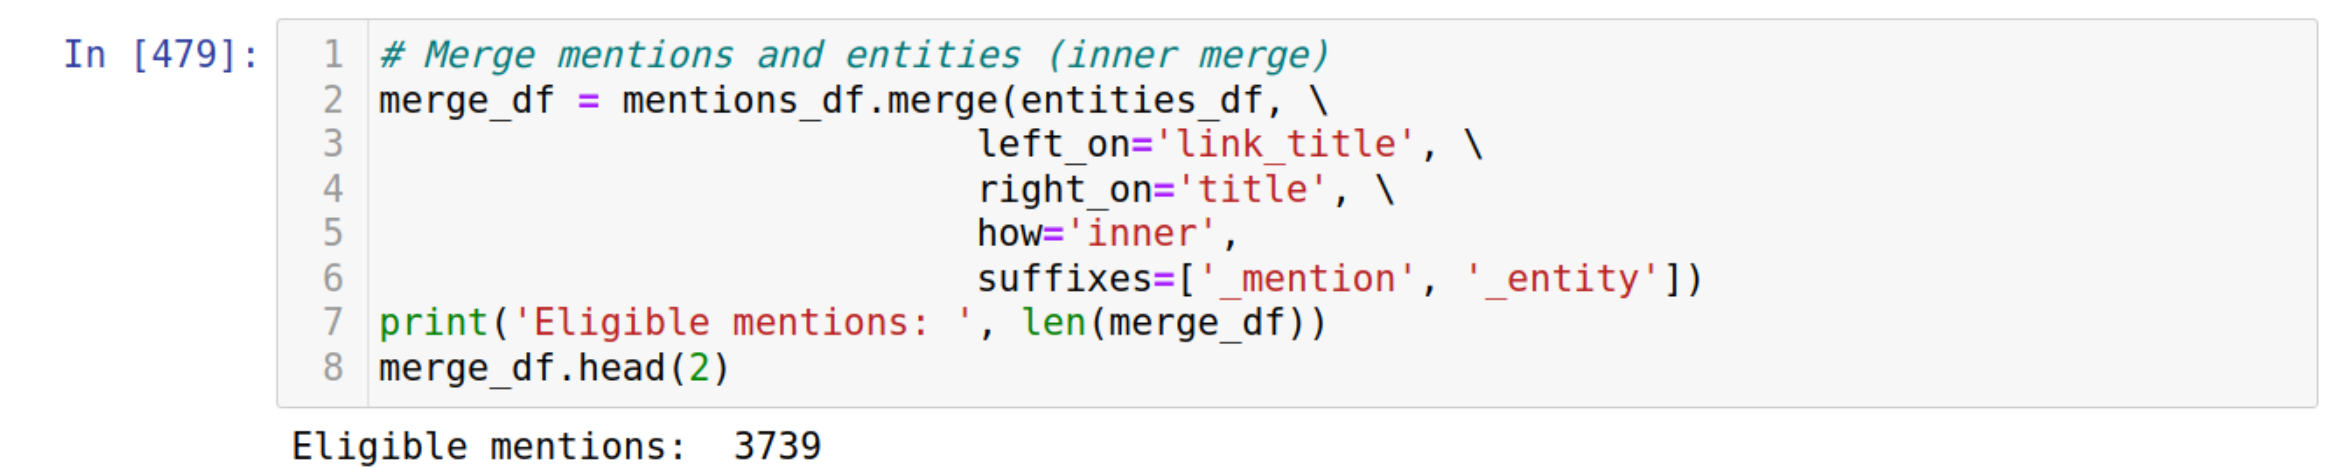 In [479]:
1 # Merge mentions and entities (inner merge)
2 merge_df = mentions_df.merge(entities_df, \
3 left_on='link_title', \
4 right_on='title', \
5 how='inner',
6 suffixes=['_mention', '_entity'])
7 print('Eligible mentions: ', len(merge_df))
8 merge_df.head(2)
Eligible mentions:  3739